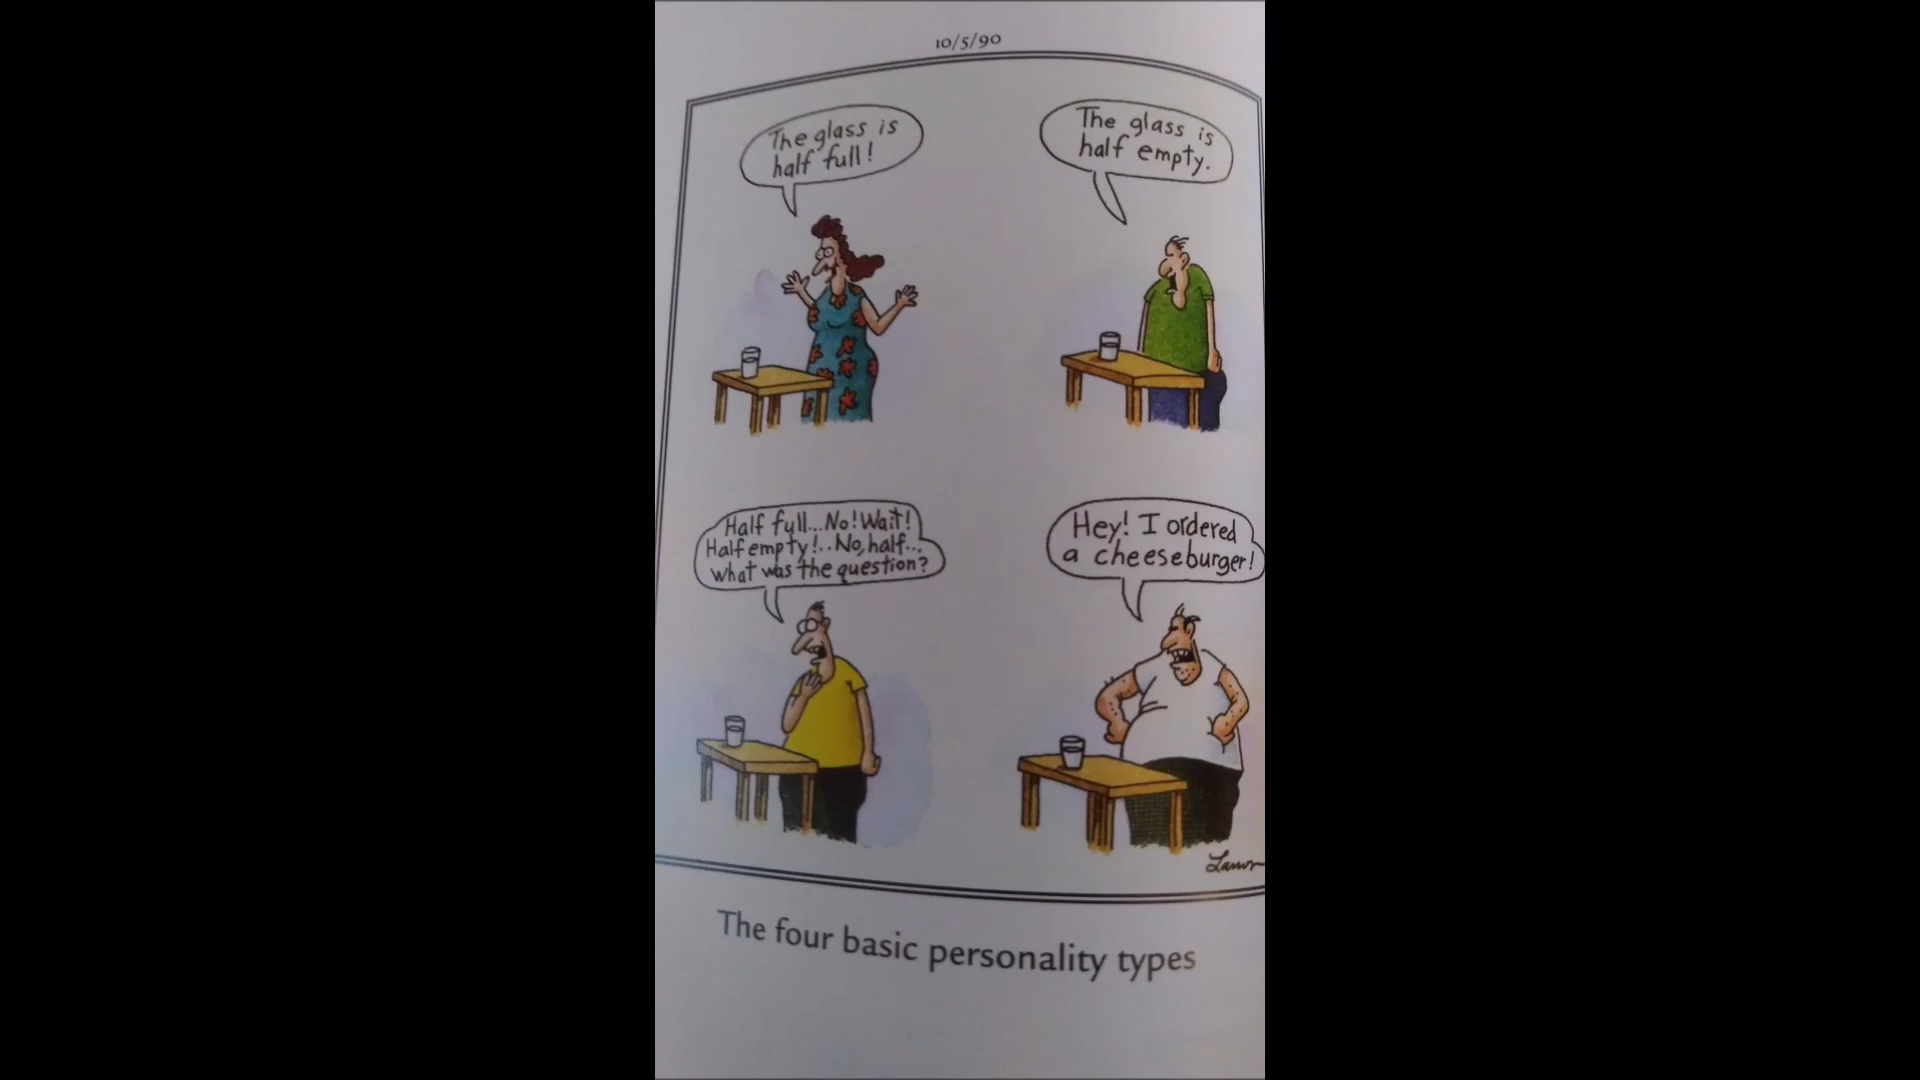 10/5/90
The glass is
half full!
The glass is
half empty.
Half full...No! Wait!
Half empty!..No, half...
what was the question?
Hey! I ordered
a cheeseburger!
Larson
The four basic personality types